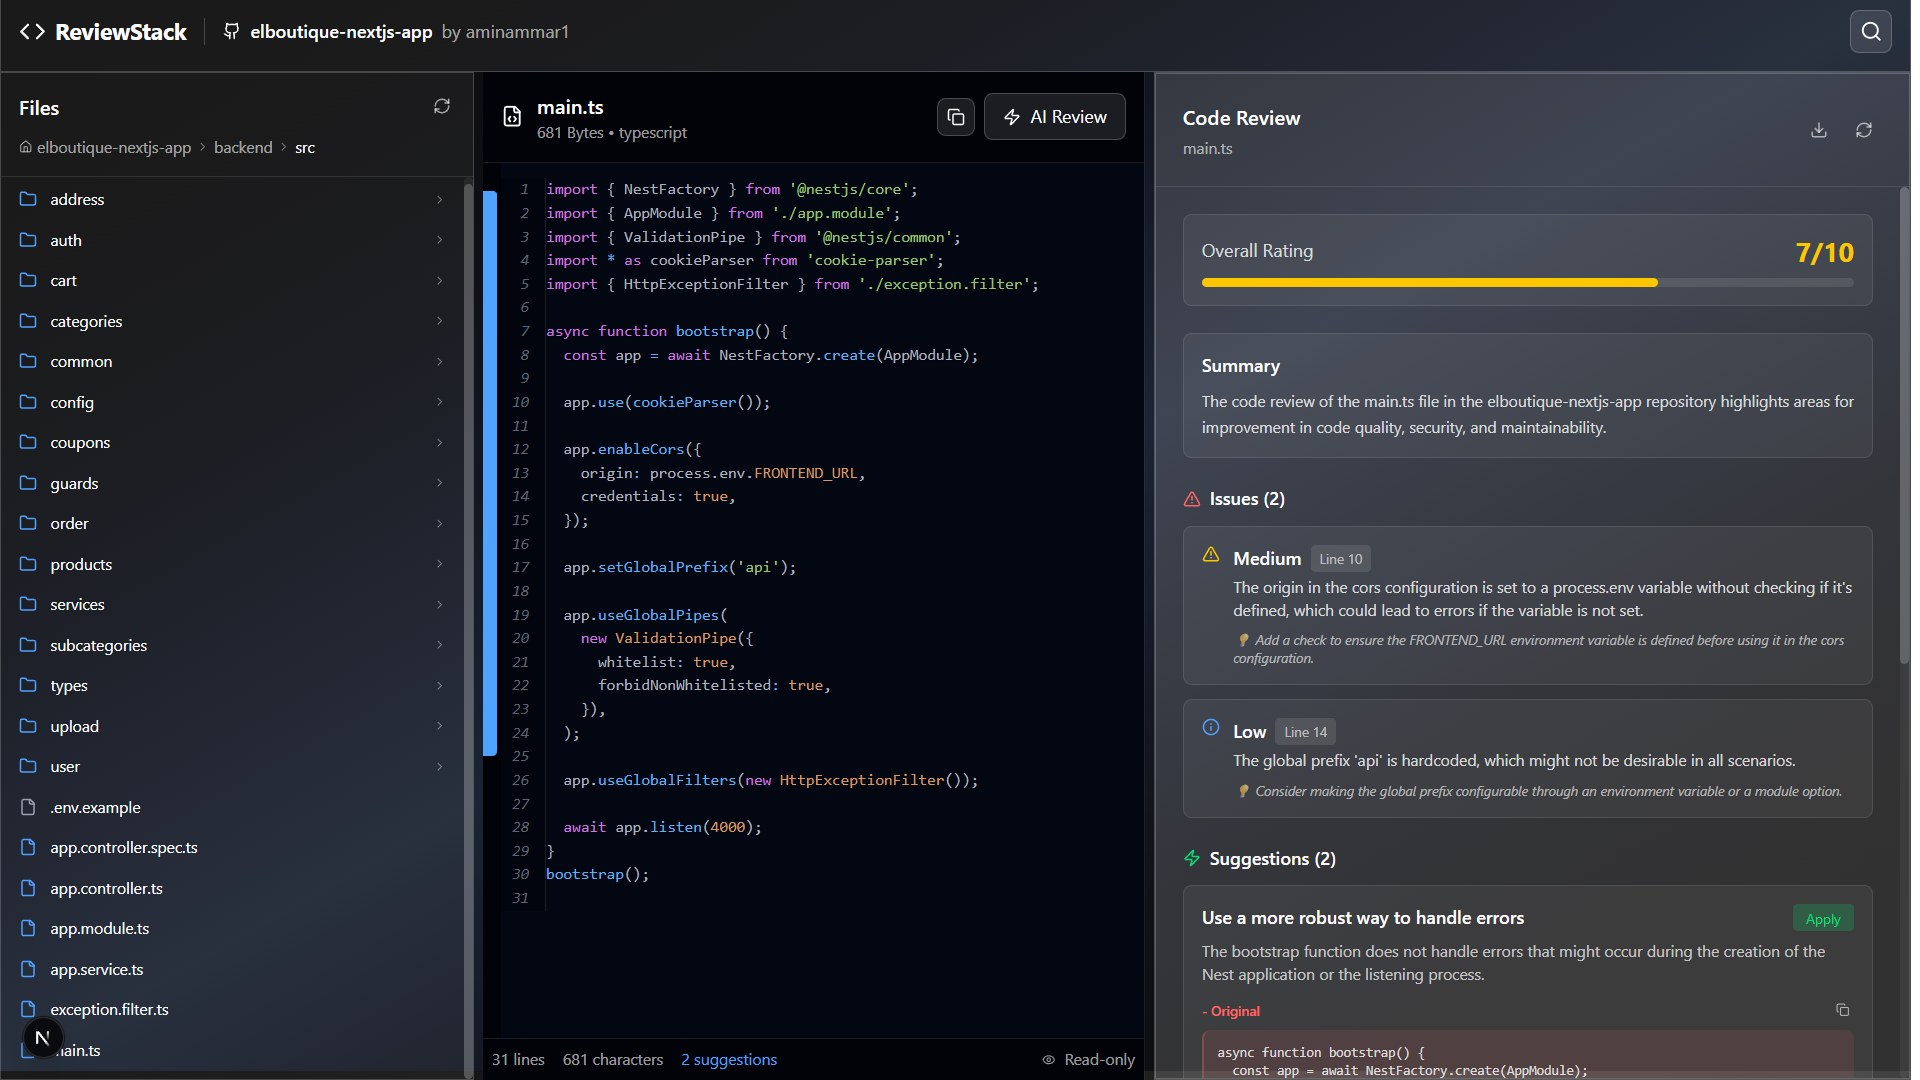 ReviewStack
elboutique-nextjs-app by aminammar1
Files
elboutique-nextjs-app > backend > src
address
auth
cart
categories
common
config
coupons
guards
order
products
services
subcategories
types
upload
user
.env.example
app.controller.spec.ts
app.controller.ts
app.module.ts
app.service.ts
exception.filter.ts
N
ain.ts
main.ts
681 Bytes • typescript
AI Review
1 import { NestFactory } from '@nestjs/core';
2 import { AppModule } from './app.module';
3 import { ValidationPipe } from '@nestjs/common';
4 import * as cookieParser from 'cookie-parser';
5 import { HttpExceptionFilter } from './exception.filter';
6
7 async function bootstrap() {
8   const app = await NestFactory.create(AppModule);
9
10   app.use(cookieParser());
11
12   app.enableCors({
13     origin: process.env.FRONTEND_URL,
14     credentials: true,
15   });
16
17   app.setGlobalPrefix('api');
18
19   app.useGlobalPipes(
20     new ValidationPipe({
21       whitelist: true,
22       forbidNonWhitelisted: true,
23     }),
24   );
25
26   app.useGlobalFilters(new HttpExceptionFilter());
27
28   await app.listen(4000);
29 }
30 bootstrap();
31
31 lines 681 characters 2 suggestions
Read-only
Code Review
main.ts
Overall Rating
7/10
Summary
The code review of the main.ts file in the elboutique-nextjs-app repository highlights areas for
improvement in code quality, security, and maintainability.
Issues (2)
Medium Line 10
The origin in the cors configuration is set to a process.env variable without checking if it's
defined, which could lead to errors if the variable is not set.
Add a check to ensure the FRONTEND_URL environment variable is defined before using it in the cors
configuration.
Low Line 14
The global prefix 'api' is hardcoded, which might not be desirable in all scenarios.
Consider making the global prefix configurable through an environment variable or a module option.
Suggestions (2)
Use a more robust way to handle errors
Apply
The bootstrap function does not handle errors that might occur during the creation of the
Nest application or the listening process.
- Original
async function bootstrap() {
  const app = await NestFactory.create(AppModule);